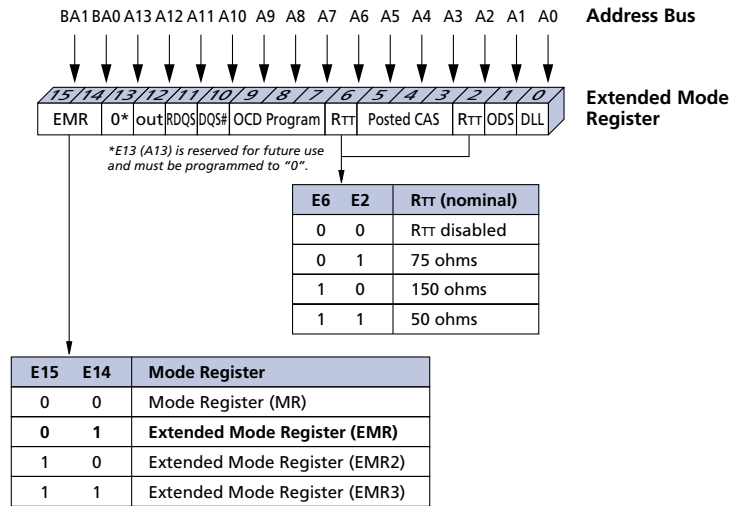 BA1 BA0 A13 A12 A11 A10 A9 A8 A7 A6 A5 A4 A3 A2 A1 A0 Address Bus
15 14 13 12 11 10 9 8 7 6 5 4 3 2 1 0 Extended Mode Register
EMR 0* out RDQS DQS# OCD Program RTT Posted CAS RTT ODS DLL
*E13 (A13) is reserved for future use
and must be programmed to "0".
E6 E2 RTT (nominal)
0 0 RTT disabled
0 1 75 ohms
1 0 150 ohms
1 1 50 ohms
E15 E14 Mode Register
0 0 Mode Register (MR)
0 1 Extended Mode Register (EMR)
1 0 Extended Mode Register (EMR2)
1 1 Extended Mode Register (EMR3)